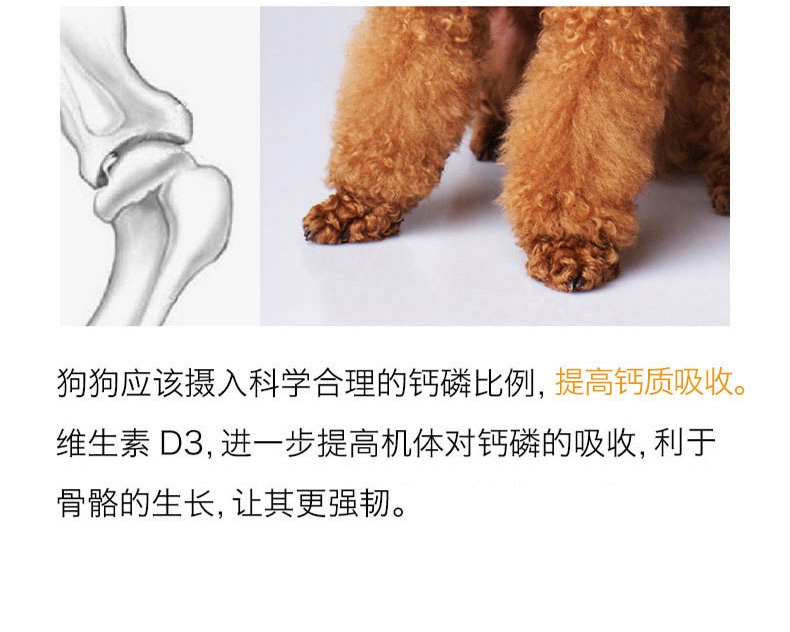 狗狗应该摄入科学合理的钙磷比例, 提高钙质吸收。
维生素 D3, 进一步提高机体对钙磷的吸收, 利于
骨骼的生长, 让其更强韧。